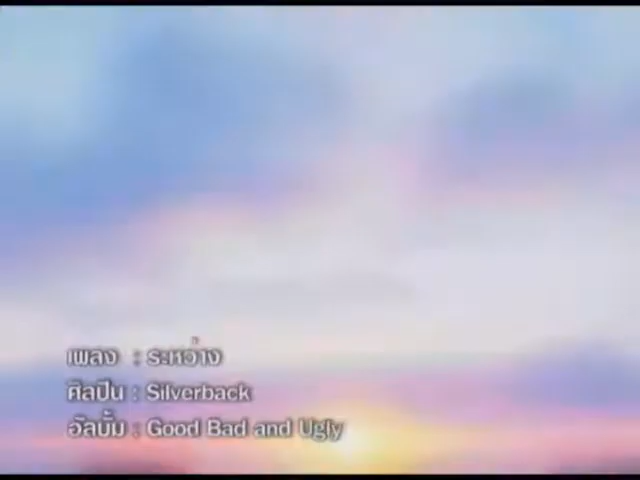 เพลง : ระหว่าง
ศิลปิน : Silverback
อัลบั้ม : Good Bad and Ugly